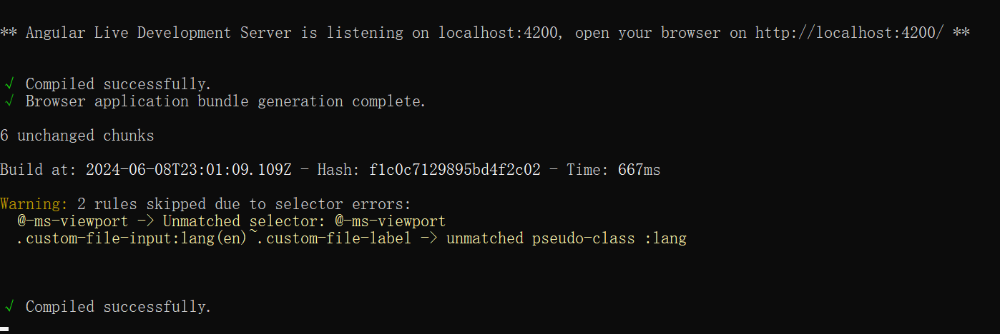 ** Angular Live Development Server is listening on localhost:4200, open your browser on http://localhost:4200/ **
√ Compiled successfully.
√ Browser application bundle generation complete.
6 unchanged chunks
Build at: 2024-06-08T23:01:09.109Z - Hash: f1c0c7129895bd4f2c02 - Time: 667ms
Warning: 2 rules skipped due to selector errors:
@-ms-viewport -> Unmatched selector: @-ms-viewport
.custom-file-input:lang(en)~.custom-file-label -> unmatched pseudo-class :lang
√ Compiled successfully.